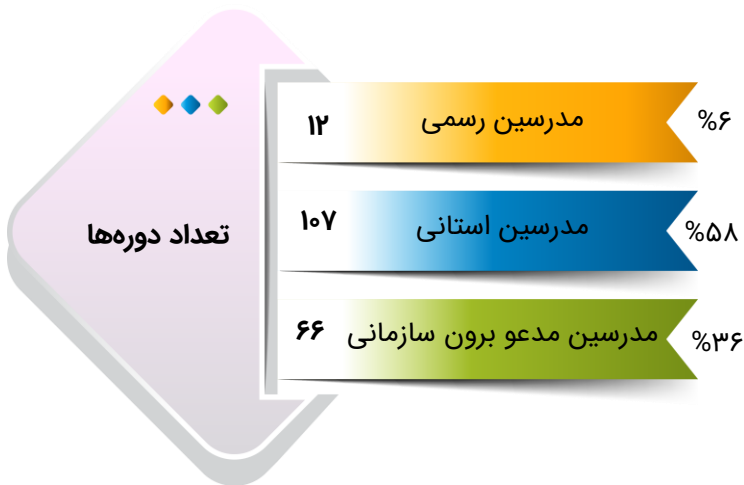 تعداد دوره‌ها
۱۲ مدرسین رسمی %۶
۱۰۷ مدرسین استانی %۵۸
۶۶ مدرسین مدعو برون سازمانی %۳۶